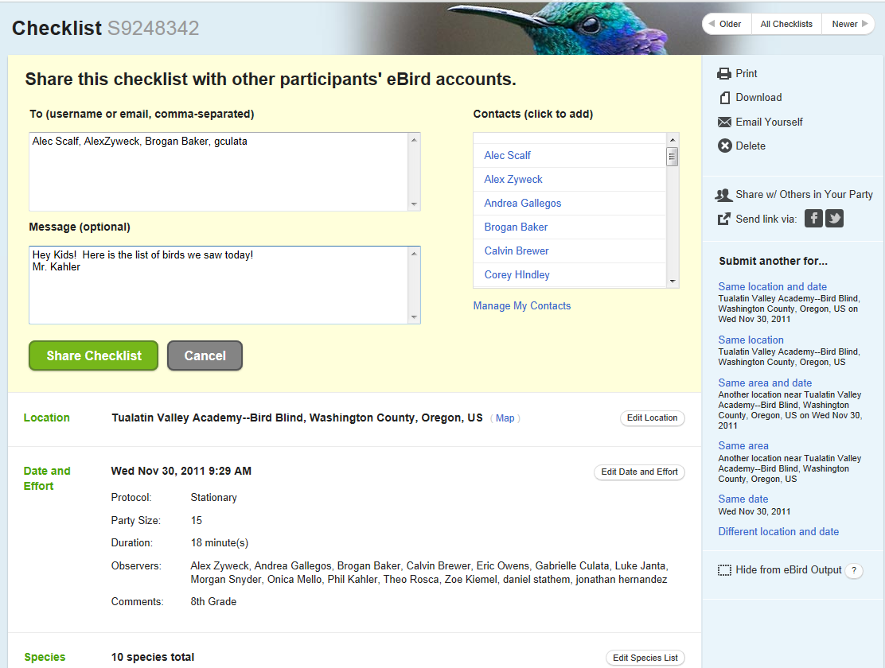 Checklist S9248342
Older
All Checklists
Newer
Share this checklist with other participants' eBird accounts.
To (username or email, comma-separated)
Alec Scalf, AlexZyweck, Brogan Baker, gculata
Message (optional)
Hey Kids!  Here is the list of birds we saw today!
Mr. Kahler
Contacts (click to add)
Alec Scalf
Alex Zyweck
Andrea Gallegos
Brogan Baker
Calvin Brewer
Corey HIndley
Manage My Contacts
Share Checklist
Cancel
Location
Tualatin Valley Academy--Bird Blind, Washington County, Oregon, US ( Map )
Edit Location
Date and
Effort
Wed Nov 30, 2011 9:29 AM
Edit Date and Effort
Protocol: Stationary
Party Size: 15
Duration: 18 minute(s)
Observers: Alex Zyweck, Andrea Gallegos, Brogan Baker, Calvin Brewer, Eric Owens, Gabrielle Culata, Luke Janta,
Morgan Snyder, Onica Mello, Phil Kahler, Theo Rosca, Zoe Kiemel, daniel stathem, jonathan hernandez
Comments: 8th Grade
Species
10 species total
Edit Species List
Print
Download
Email Yourself
Delete
Share w/ Others in Your Party
Send link via:
Submit another for...
Same location and date
Tualatin Valley Academy--Bird Blind,
Washington County, Oregon, US on
Wed Nov 30, 2011
Same location
Tualatin Valley Academy--Bird Blind,
Washington County, Oregon, US
Same area and date
Another location near Tualatin Valley
Academy--Bird Blind, Washington
County, Oregon, US on Wed Nov 30,
2011
Same area
Another location near Tualatin Valley
Academy--Bird Blind, Washington
County, Oregon, US
Same date
Wed Nov 30, 2011
Different location and date
Hide from eBird Output ?